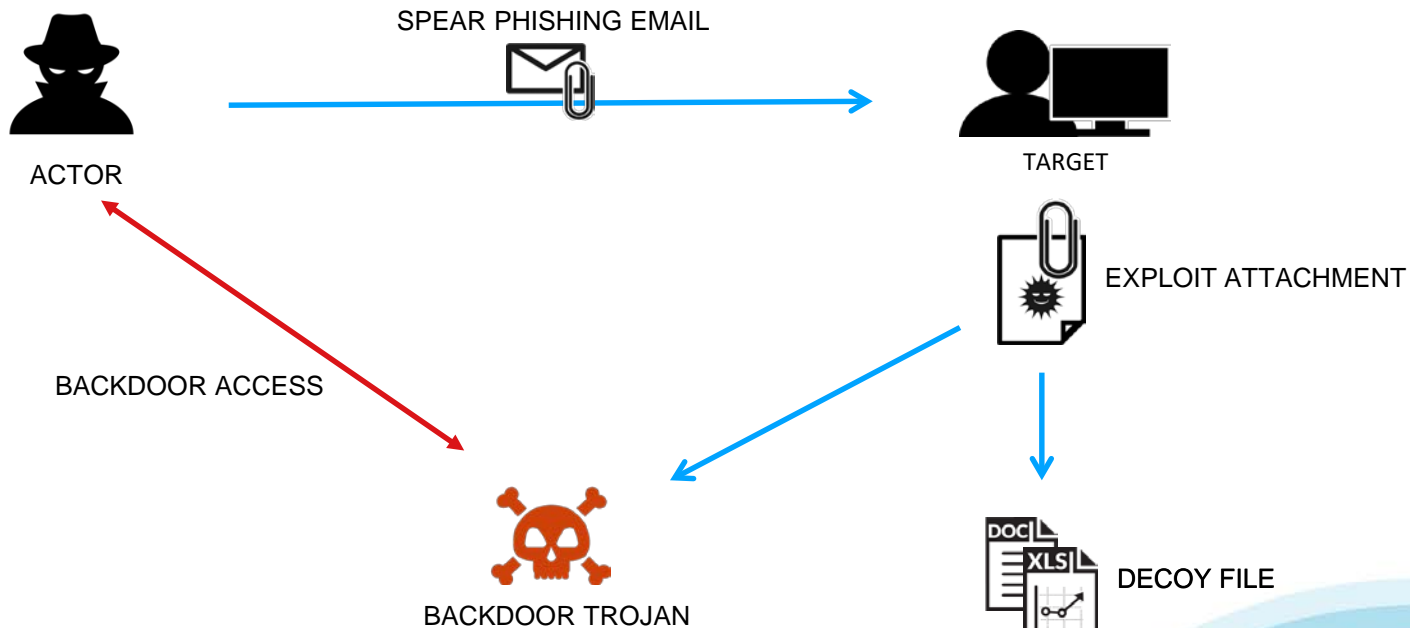 SPEAR PHISHING EMAIL
ACTOR
TARGET
EXPLOIT ATTACHMENT
BACKDOOR ACCESS
DOC
XLS
DECOY FILE
BACKDOOR TROJAN